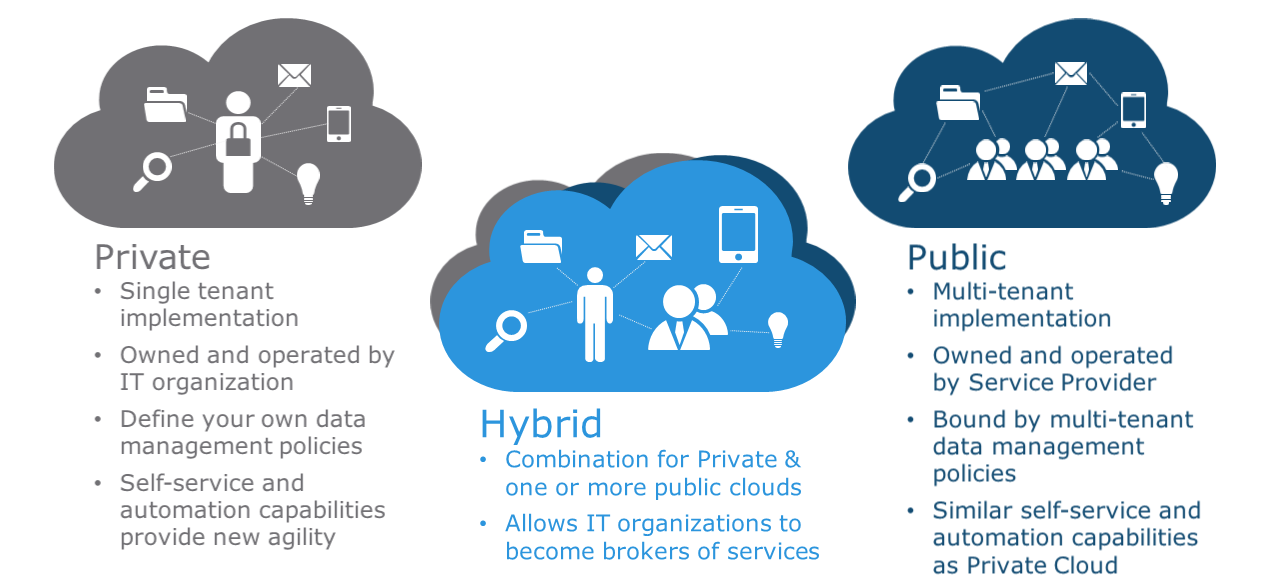 Private
• Single tenant
implementation
• Owned and operated by
IT organization
• Define your own data
management policies
• Self-service and
automation capabilities
provide new agility
Hybrid
• Combination for Private &
one or more public clouds
• Allows IT organizations to
become brokers of services
Public
• Multi-tenant
implementation
• Owned and operated
by Service Provider
• Bound by multi-tenant
data management
policies
• Similar self-service and
automation capabilities
as Private Cloud